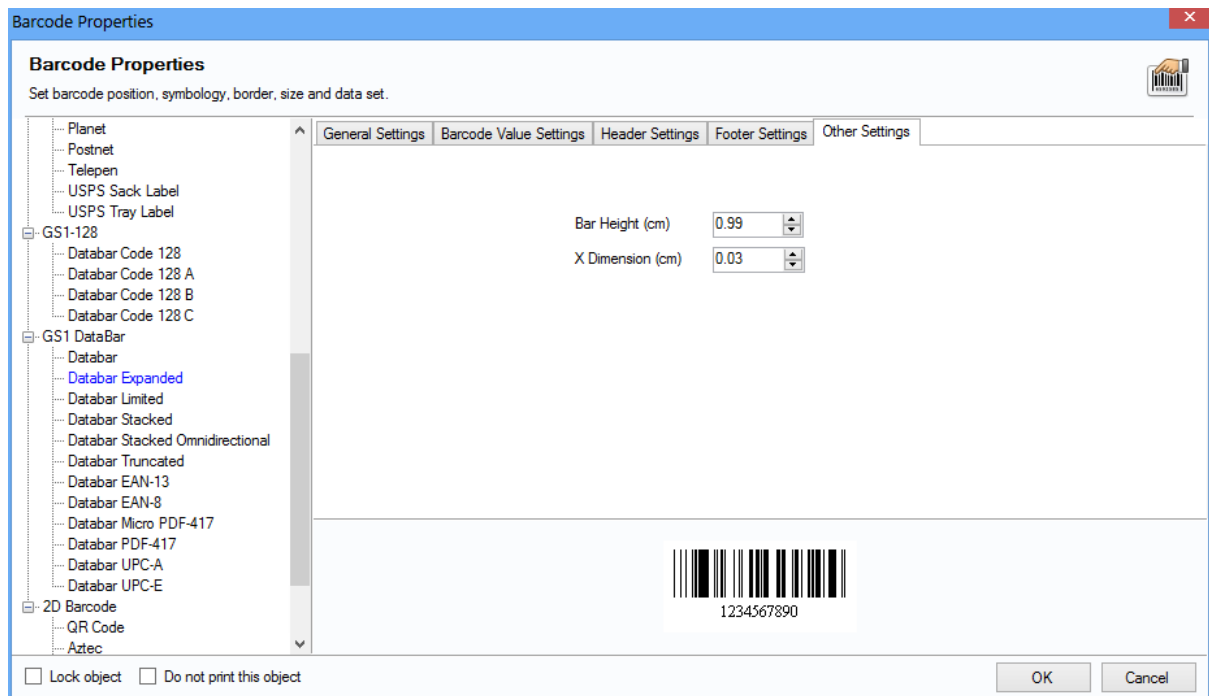 Barcode Properties
Barcode Properties
Set barcode position, symbology, border, size and data set.
Planet
Postnet
Telepen
USPS Sack Label
USPS Tray Label
GS1-128
Databar Code 128
Databar Code 128 A
Databar Code 128 B
Databar Code 128 C
GS1 DataBar
Databar
Databar Expanded
Databar Limited
Databar Stacked
Databar Stacked Omnidirectional
Databar Truncated
Databar EAN-13
Databar EAN-8
Databar Micro PDF-417
Databar PDF-417
Databar UPC-A
Databar UPC-E
2D Barcode
QR Code
Aztec
General Settings Barcode Value Settings Header Settings Footer Settings Other Settings
Bar Height (cm) 0.99
X Dimension (cm) 0.03
1234567890
Lock object Do not print this object OK Cancel